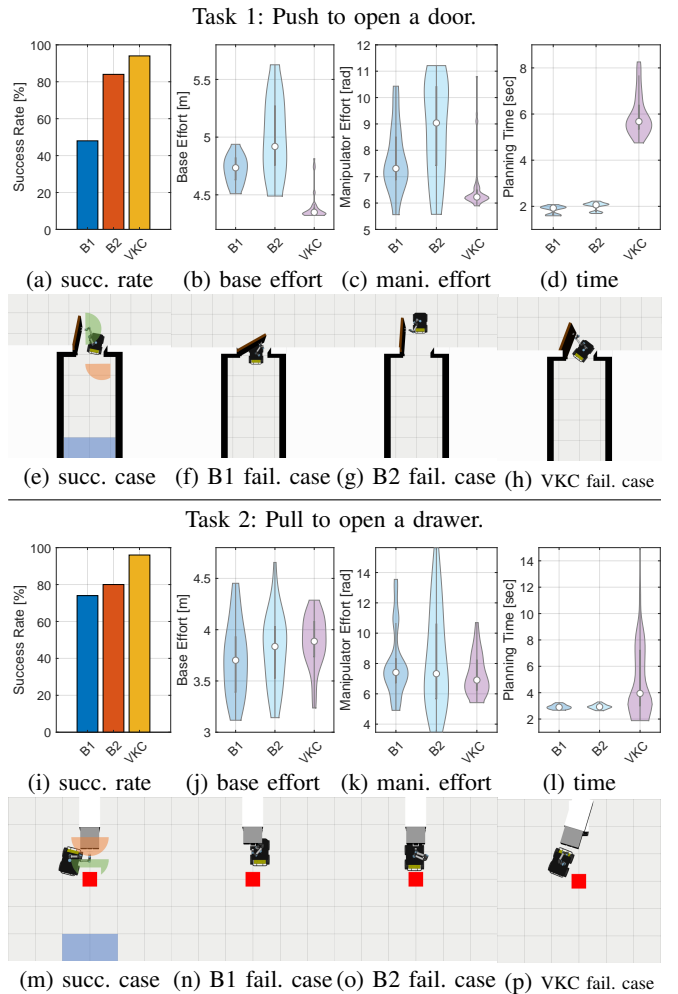 Task 1: Push to open a door.
Success Rate [%]
100
80
60
40
20
0
B1
B2
VKC
Base Effort [m]
5.5
5
4.5
B1
B2
VKC
Manipulator Effort [rad]
12
11
10
9
8
7
6
5
B1
B2
VKC
Planning Time [sec]
8
6
4
2
B1
B2
VKC
(a) succ. rate (b) base effort (c) mani. effort (d) time
(e) succ. case (f) B1 fail. case (g) B2 fail. case (h) VKC fail. case
Task 2: Pull to open a drawer.
Success Rate [%]
100
80
60
40
20
0
B1
B2
VKC
Base Effort [m]
4.5
4
3.5
3
B1
B2
VKC
Manipulator Effort [rad]
14
12
10
8
6
4
B1
B2
VKC
Planning Time [sec]
14
12
10
8
6
4
2
B1
B2
VKC
(i) succ. rate (j) base effort (k) mani. effort (l) time
(m) succ. case (n) B1 fail. case (o) B2 fail. case (p) VKC fail. case